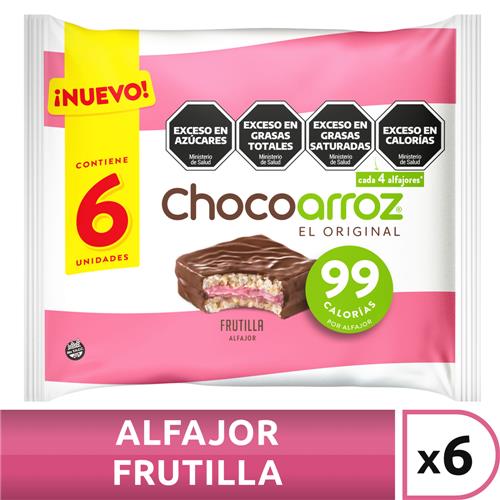 ¡NUEVO!
CONTIENE
6
UNIDADES
EXCESO EN
AZÚCARES
Ministerio
de Salud
EXCESO EN
GRASAS
TOTALES
Ministerio
de Salud
EXCESO EN
GRASAS
SATURADAS
Ministerio
de Salud
EXCESO EN
CALORÍAS
Ministerio
de Salud
cada 4 alfajores*
Chocoarroz®
EL ORIGINAL
99
CALORÍAS
POR ALFAJOR
FRUTILLA
ALFAJOR
SIN T.A.C.C.
ALFAJOR
FRUTILLA
x6